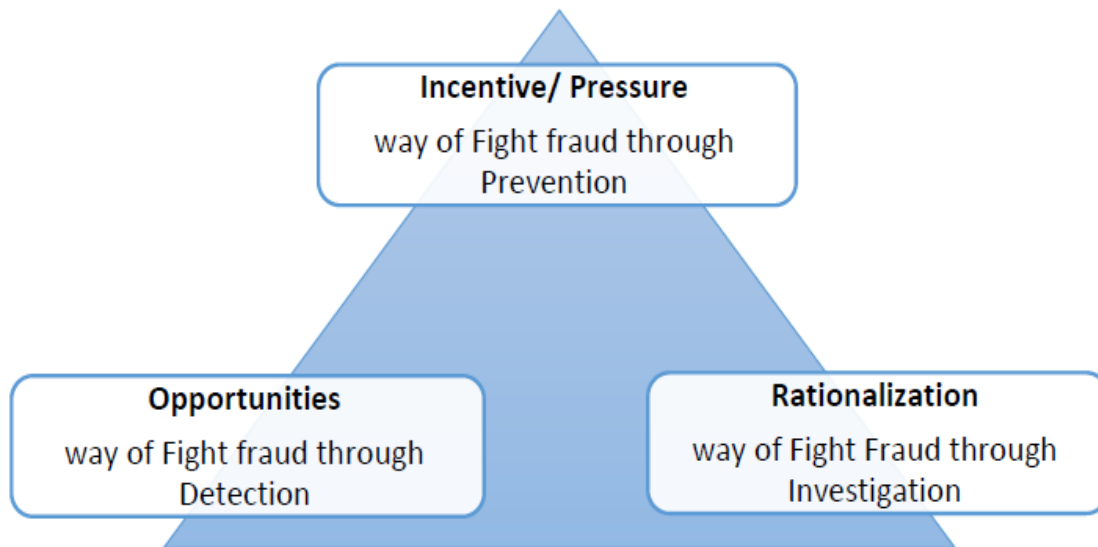 Incentive/ Pressure
way of Fight fraud through
Prevention
Opportunities
way of Fight fraud through
Detection
Rationalization
way of Fight Fraud through
Investigation